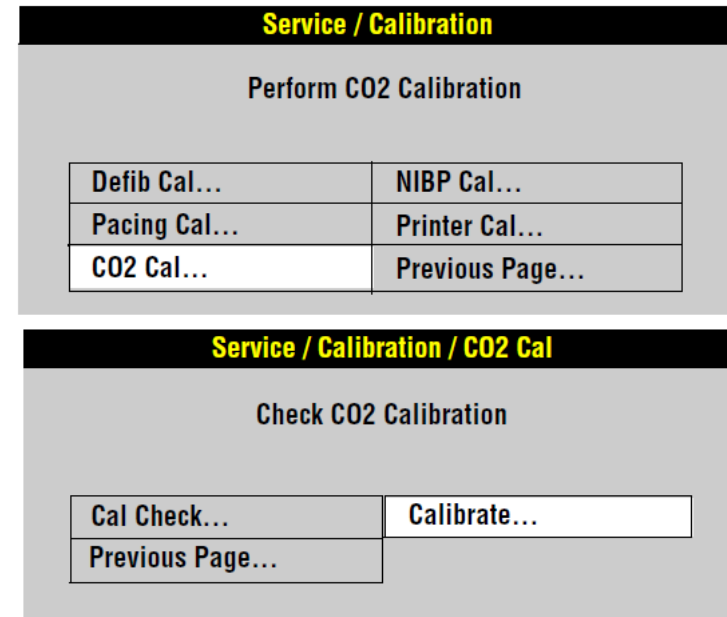 Service / Calibration
Perform CO2 Calibration
Defib Cal... NIBP Cal...
Pacing Cal... Printer Cal...
CO2 Cal... Previous Page...
Service / Calibration / CO2 Cal
Check CO2 Calibration
Cal Check... Calibrate...
Previous Page...